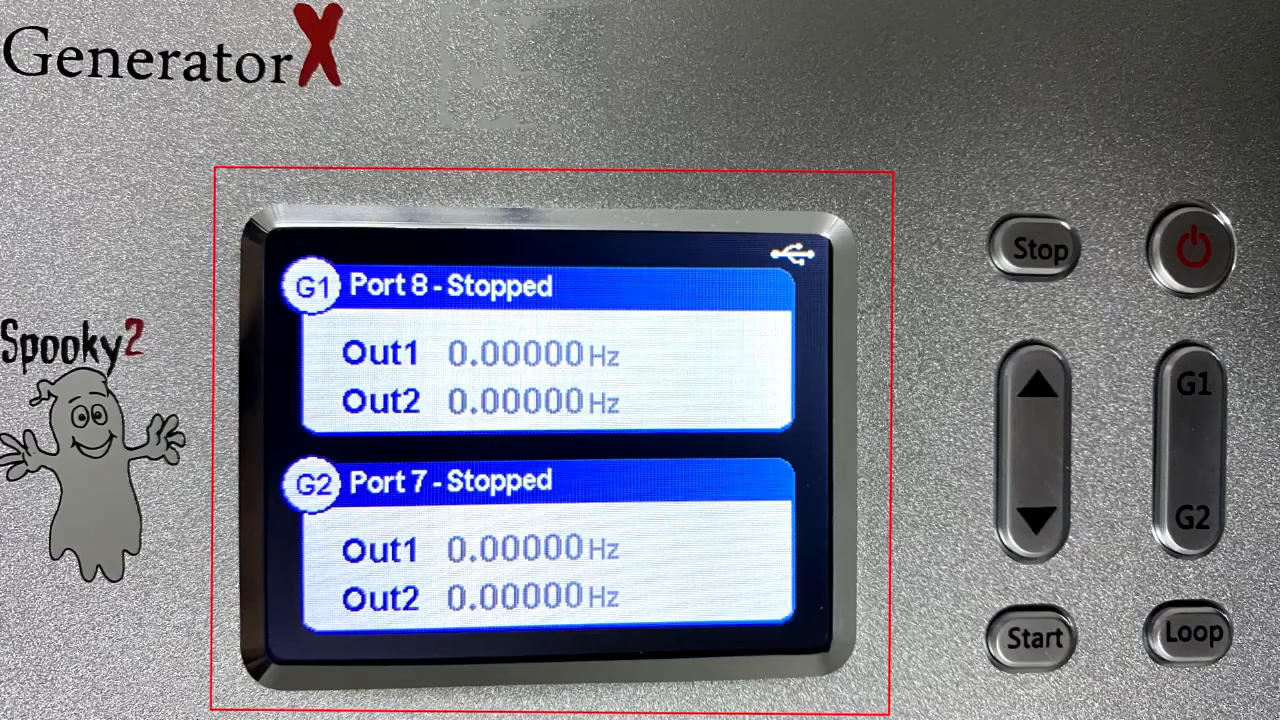 GeneratorX
Stop
G1 Port 8 - Stopped
Out1 0.00000 Hz
Out2 0.00000 Hz
Spooky2
G1
G2 Port 7 - Stopped
G2
Out1 0.00000 Hz
Out2 0.00000 Hz
Start
Loop